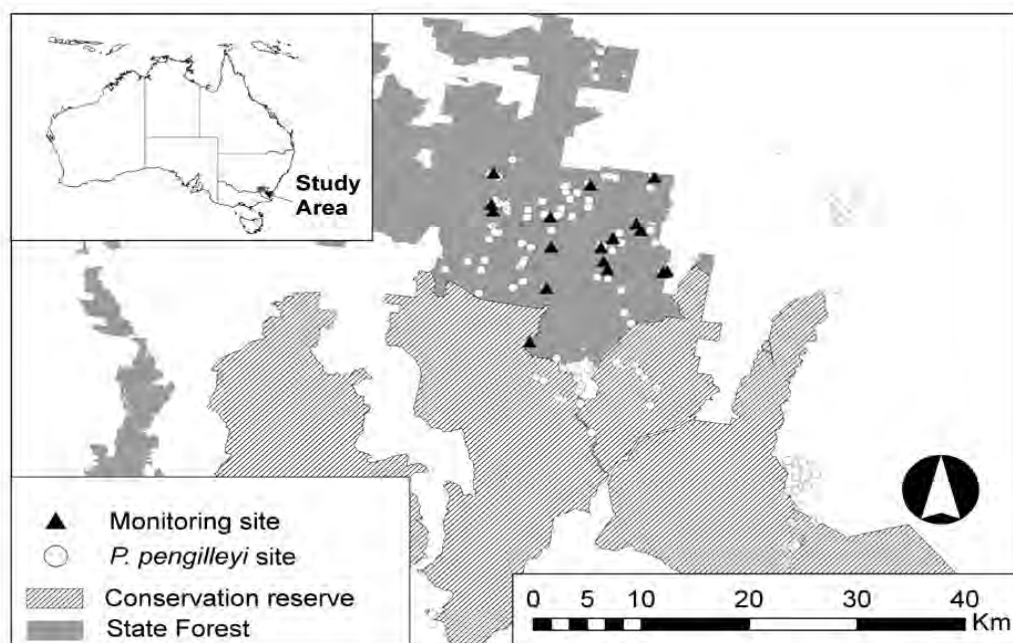 Study
Area
Monitoring site
P. pengilleyi site
Conservation reserve
State Forest
0 5 10 20 30 40
Km